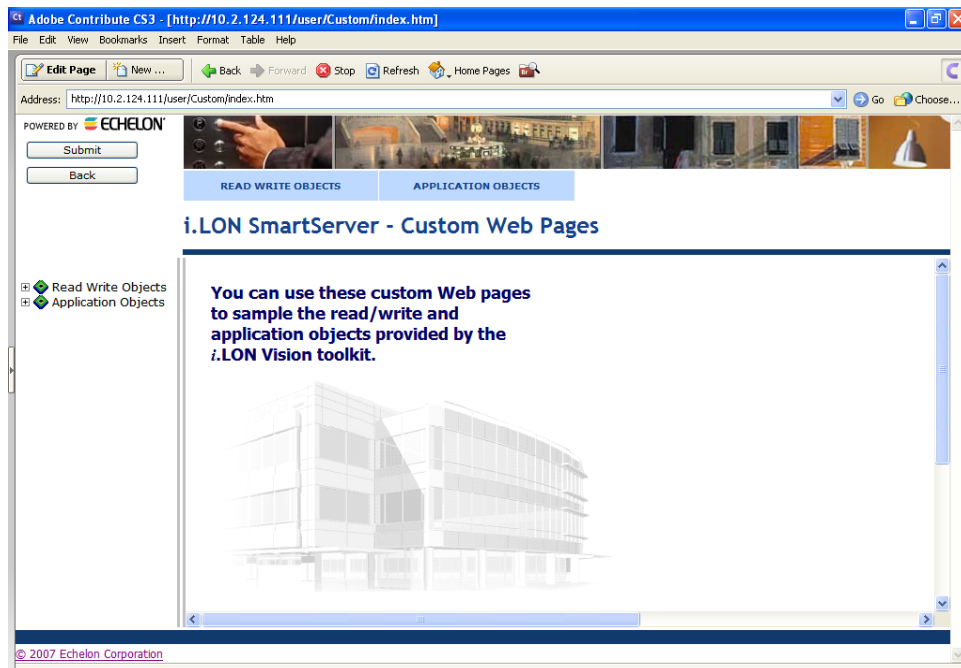 Adobe Contribute CS3 - [http://10.2.124.111/user/Custom/index.htm]
File Edit View Bookmarks Insert Format Table Help
Edit Page New ... Back Forward Stop Refresh Home Pages
Address: http://10.2.124.111/user/Custom/index.htm Go Choose...
POWERED BY ECHELON
Submit
Back
READ WRITE OBJECTS APPLICATION OBJECTS
i.LON SmartServer - Custom Web Pages
Read Write Objects
Application Objects
You can use these custom Web pages
to sample the read/write and
application objects provided by the
i.LON Vision toolkit.
© 2007 Echelon Corporation